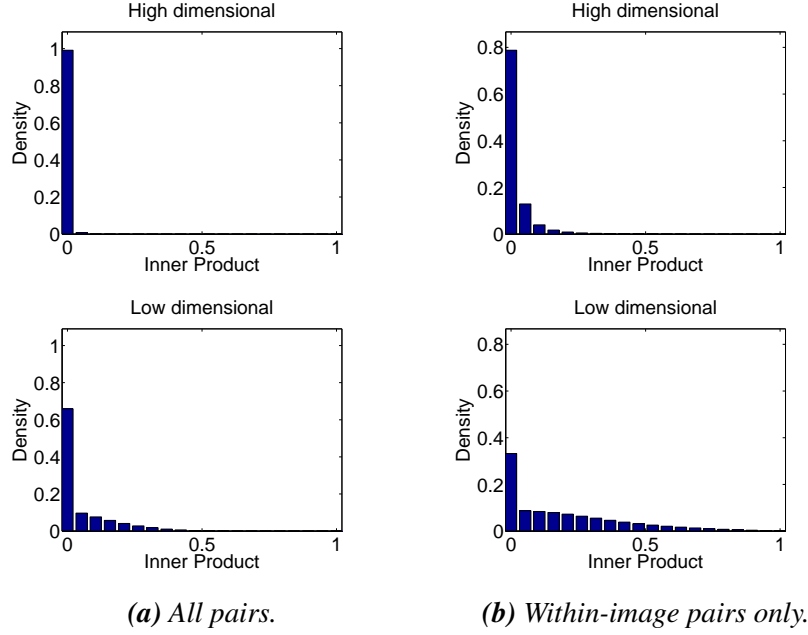 High dimensional
1
0.8
0.6
0.4
0.2
0
Density
0 0.5 1
Inner Product
High dimensional
0.8
0.6
0.4
0.2
0
Density
0 0.5 1
Inner Product
Low dimensional
1
0.8
0.6
0.4
0.2
0
Density
0 0.5 1
Inner Product
Low dimensional
0.8
0.6
0.4
0.2
0
Density
0 0.5 1
Inner Product
(a) All pairs.
(b) Within-image pairs only.